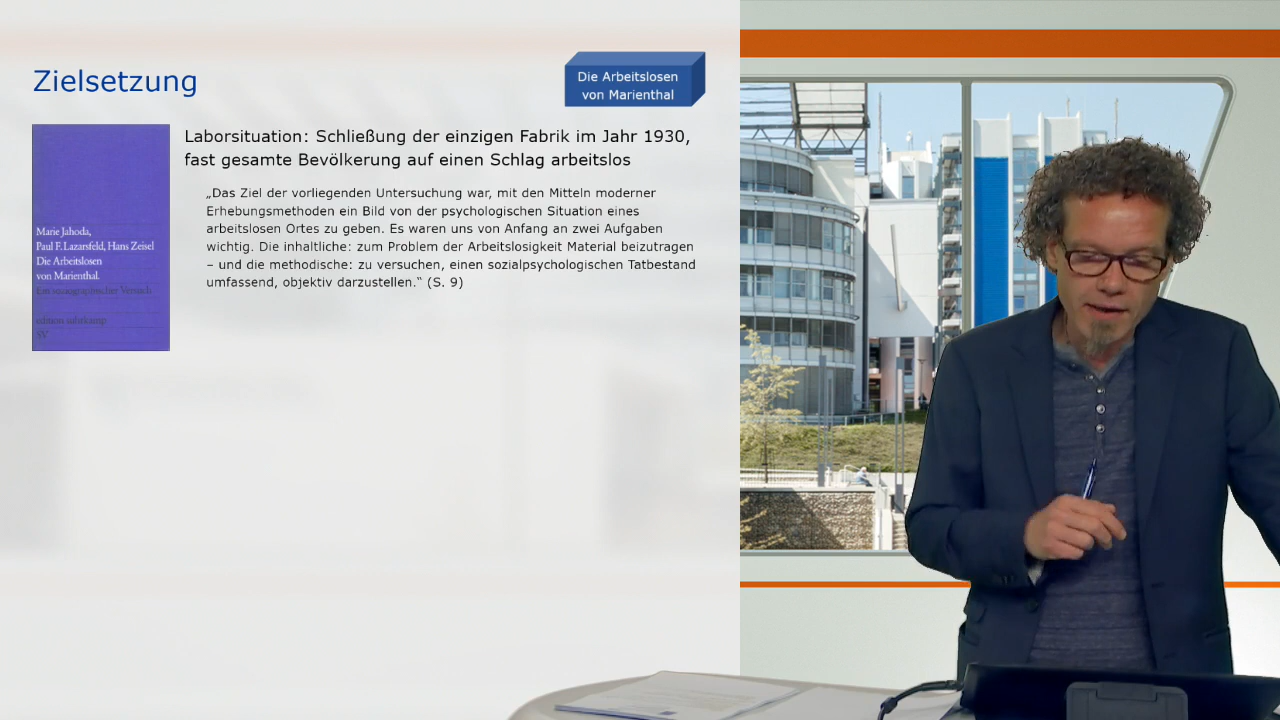 Zielsetzung
Die Arbeitslosen
von Marienthal
Laborsituation: Schließung der einzigen Fabrik im Jahr 1930,
fast gesamte Bevölkerung auf einen Schlag arbeitslos
„Das Ziel der vorliegenden Untersuchung war, mit den Mitteln moderner
Erhebungsmethoden ein Bild von der psychologischen Situation eines
arbeitslosen Ortes zu geben. Es waren uns von Anfang an zwei Aufgaben
wichtig. Die inhaltliche: zum Problem der Arbeitslosigkeit Material beizutragen
– und die methodische: zu versuchen, einen sozialpsychologischen Tatbestand
umfassend, objektiv darzustellen.“ (S. 9)
Marie Jahoda,
Paul F. Lazarsfeld, Hans Zeisel
Die Arbeitslosen
von Marienthal.
Ein soziographischer Versuch
edition suhrkamp
SV